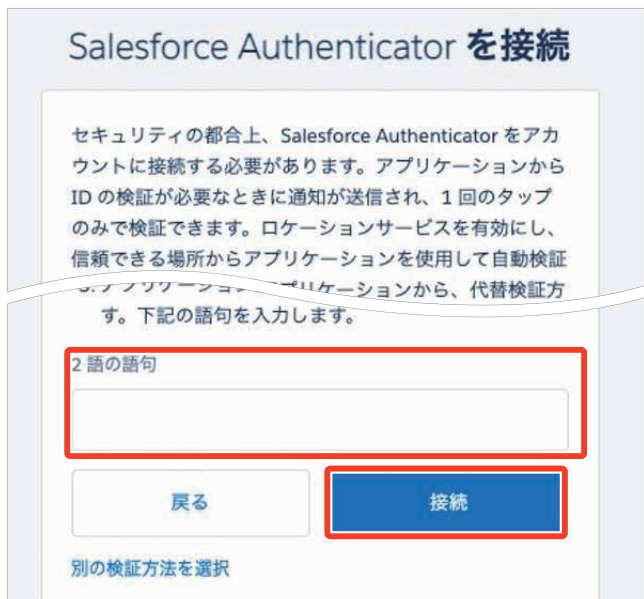 Salesforce Authenticator を接続
セキュリティの都合上、Salesforce Authenticator をアカ
ウントに接続する必要があります。アプリケーションから
ID の検証が必要なときに通知が送信され、1 回のタップ
のみで検証できます。ロケーションサービスを有効にし、
信頼できる場所からアプリケーションを使用して自動検証
プリケーションから、代替検証方
す。下記の語句を入力します。
2 語の語句
戻る
接続
別の検証方法を選択